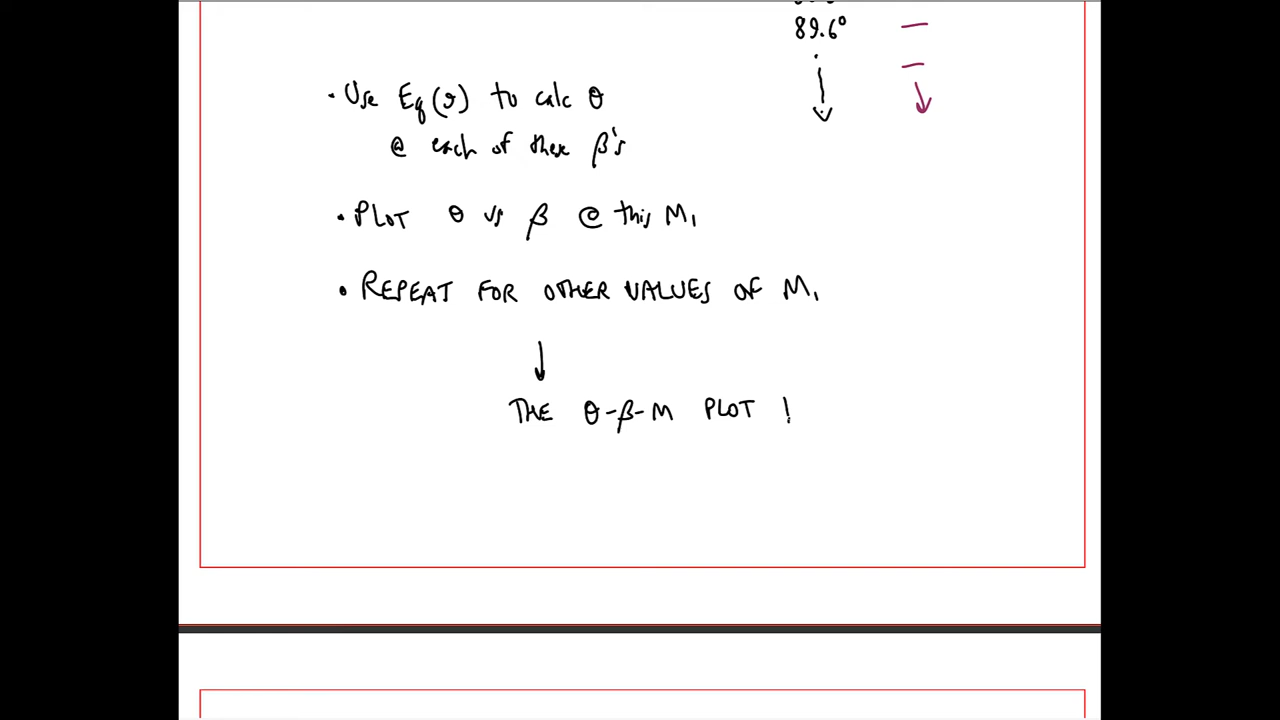 89.6°
• Use Eq(9) to calc θ
@ each of these β's
• PLOT θ vs β @ this M₁
• REPEAT FOR OTHER VALUES OF M₁
↓
THE θ-β-M PLOT !